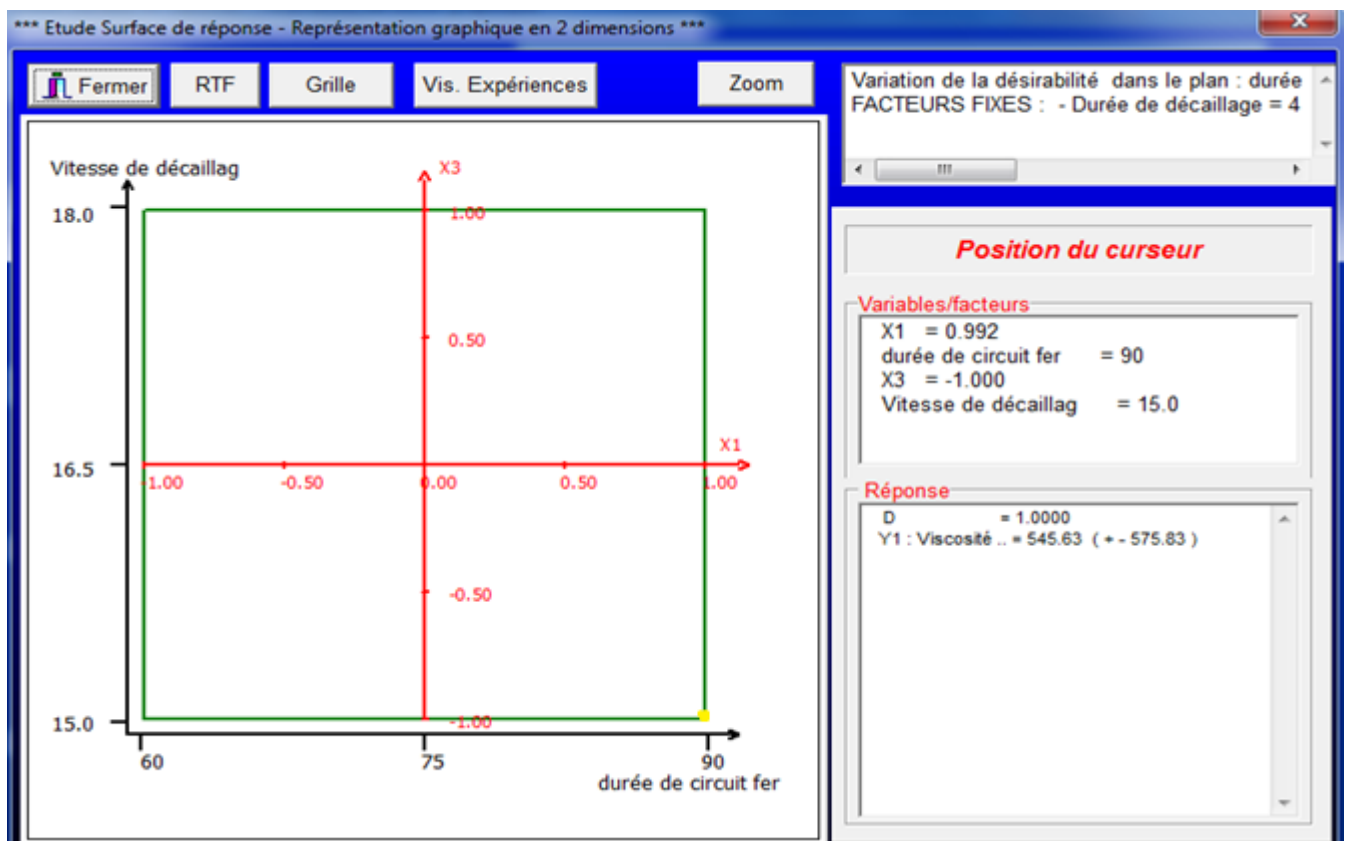 *** Etude Surface de réponse - Représentation graphique en 2 dimensions ***
Fermer
RTF
Grille
Vis. Expériences
Zoom
Variation de la désirabilité dans le plan : durée
FACTEURS FIXES : - Durée de décaillage = 4
Vitesse de décaillag
X3
18.0
1.00
0.50
X1
16.5
-1.00
-0.50
0.00
0.50
1.00
-0.50
15.0
-1.00
60
75
90
durée de circuit fer
Position du curseur
Variables/facteurs
X1 = 0.992
durée de circuit fer = 90
X3 = -1.000
Vitesse de décaillag = 15.0
Réponse
D = 1.0000
Y1 : Viscosité .. = 545.63 ( + - 575.83 )